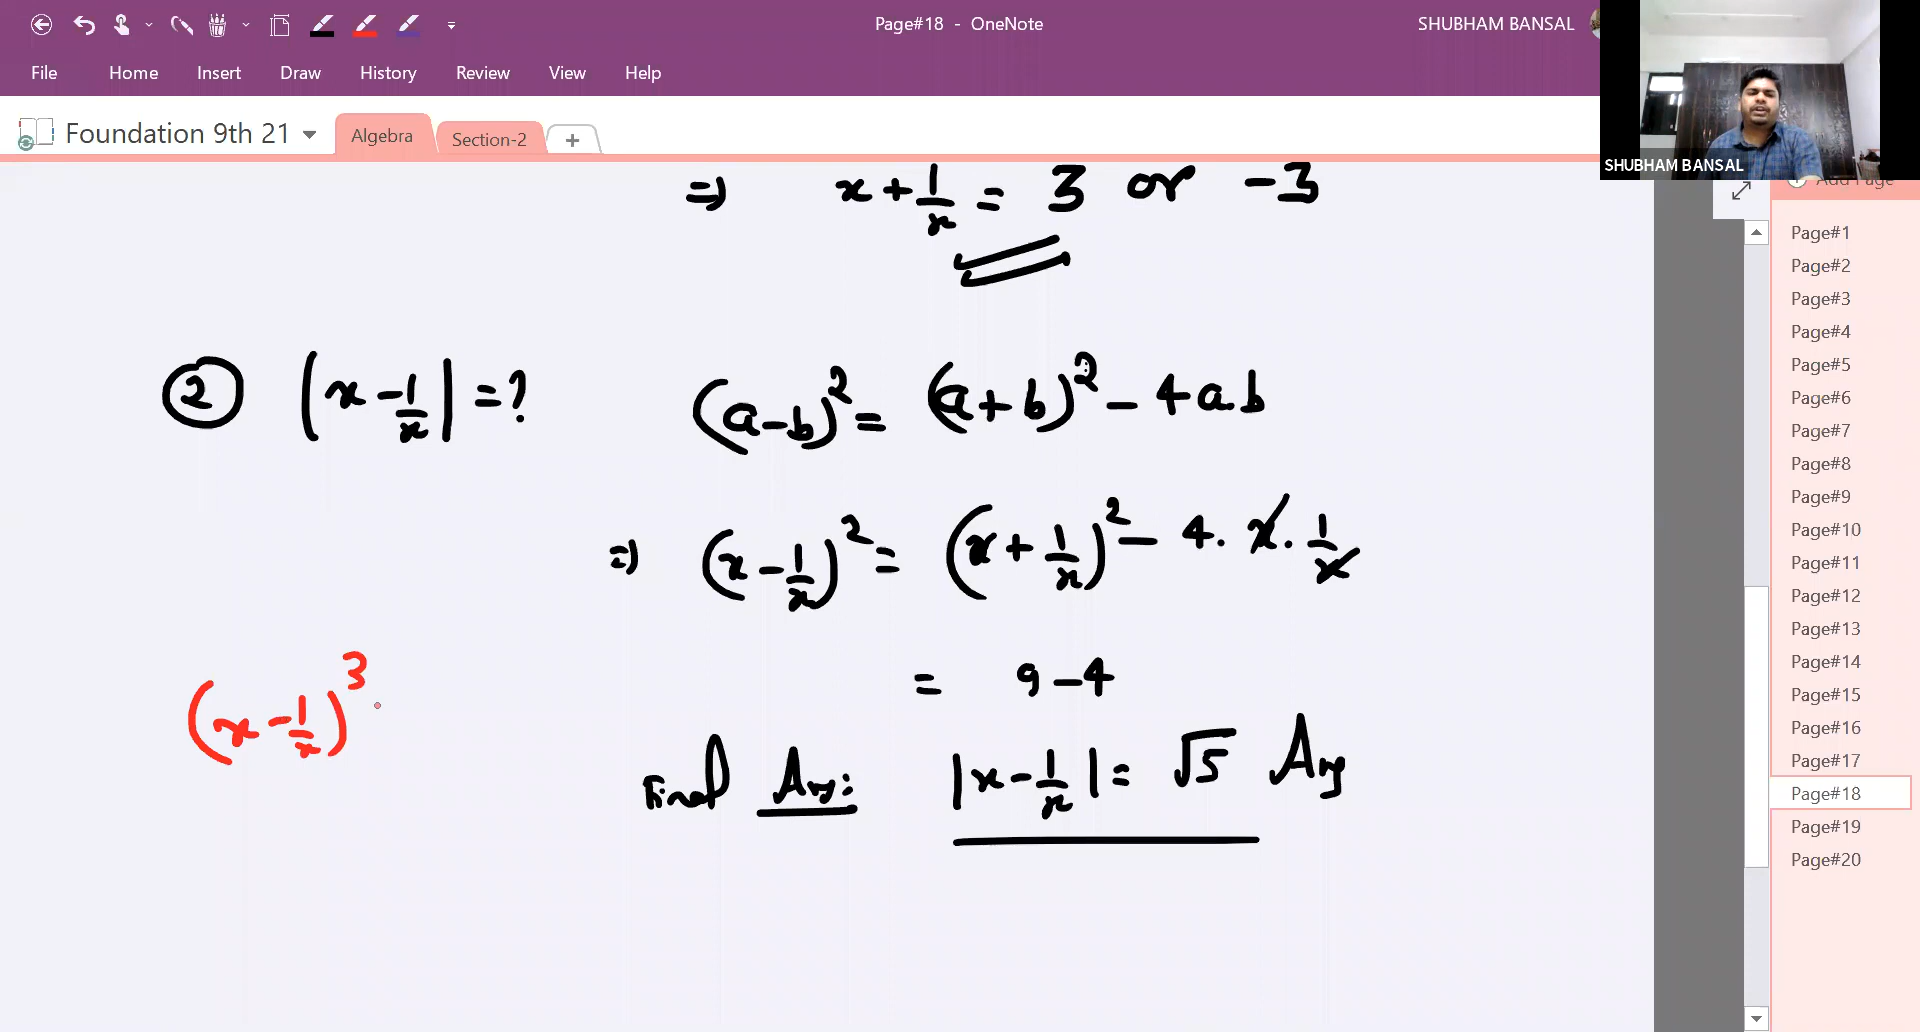 Page#18 - OneNote
SHUBHAM BANSAL
File Home Insert Draw History Review View Help
SHUBHAM BANSAL
Foundation 9th 21
Algebra
Section-2
+
Add Page
⇒ x + 1/x = 3 or -3
② |x - 1/x| = ?
(a-b)² = (a+b)² - 4ab
⇒ (x - 1/x)² = (x + 1/x)² - 4. x. 1/x
= 9-4
(x - 1/x)³
Final Ans: |x - 1/x| = √5 Ans
Page#1
Page#2
Page#3
Page#4
Page#5
Page#6
Page#7
Page#8
Page#9
Page#10
Page#11
Page#12
Page#13
Page#14
Page#15
Page#16
Page#17
Page#18
Page#19
Page#20